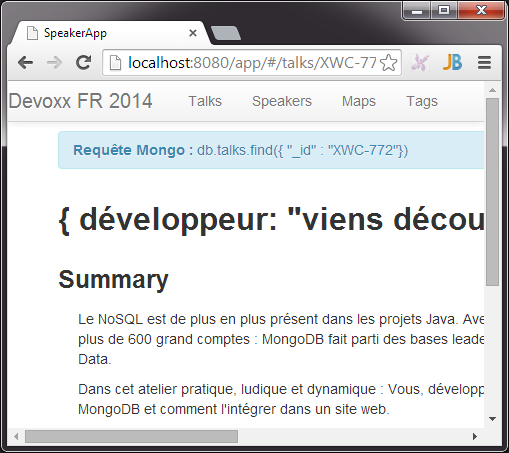 SpeakerApp
localhost:8080/app/#/talks/XWC-77
JB
Devoxx FR 2014 Talks Speakers Maps Tags
Requête Mongo : db.talks.find({ "_id" : "XWC-772"})
{ développeur: "viens décou
Summary
Le NoSQL est de plus en plus présent dans les projets Java. Ave
plus de 600 grand comptes : MongoDB fait parti des bases leade
Data.
Dans cet atelier pratique, ludique et dynamique : Vous, développ
MongoDB et comment l'intégrer dans un site web.